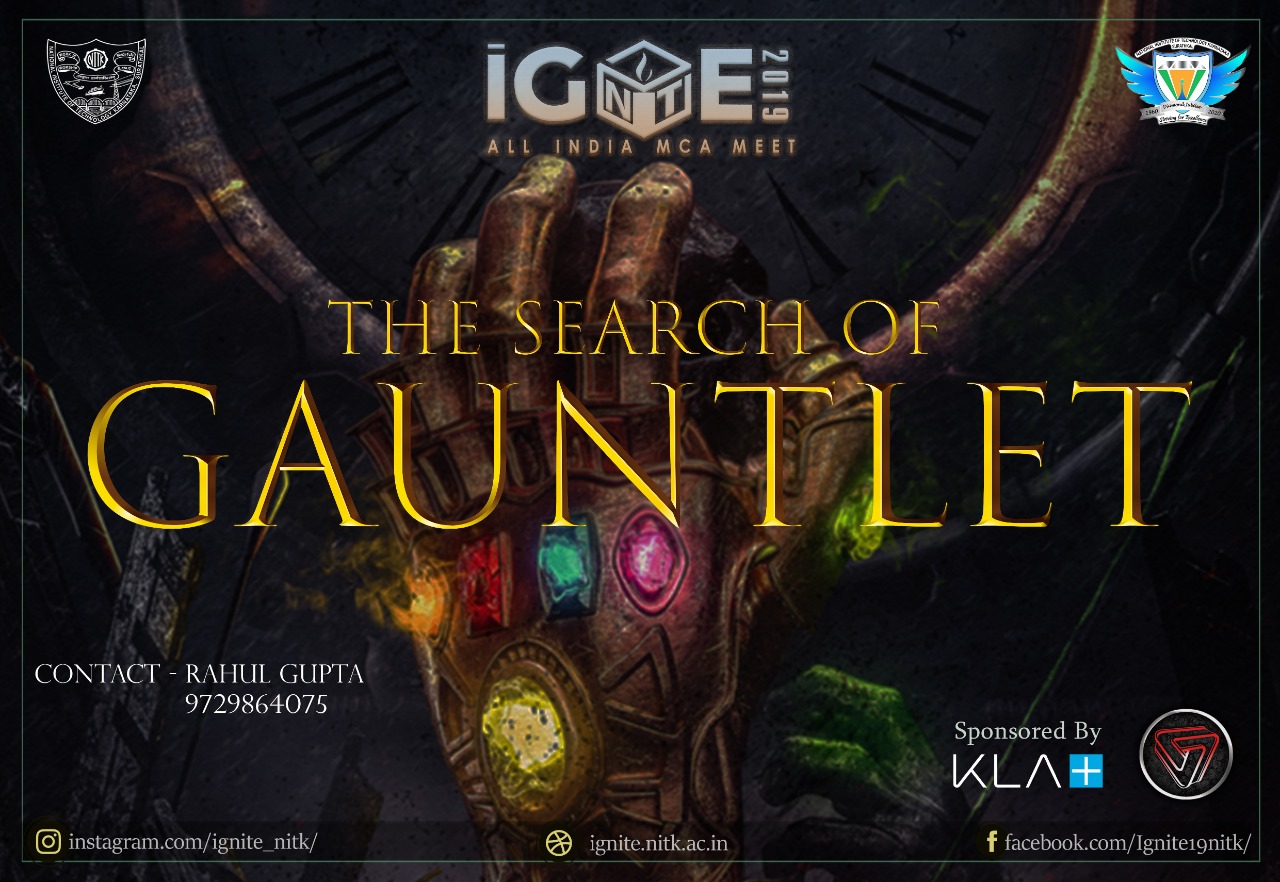 iGNiTE 2019
ALL INDIA MCA MEET
THE SEARCH OF
GAUNTLET
CONTACT - RAHUL GUPTA
9729864075
Sponsored By
KLA+
instagram.com/ignite_nitk/
ignite.nitk.ac.in
facebook.com/Ignite19nitk/